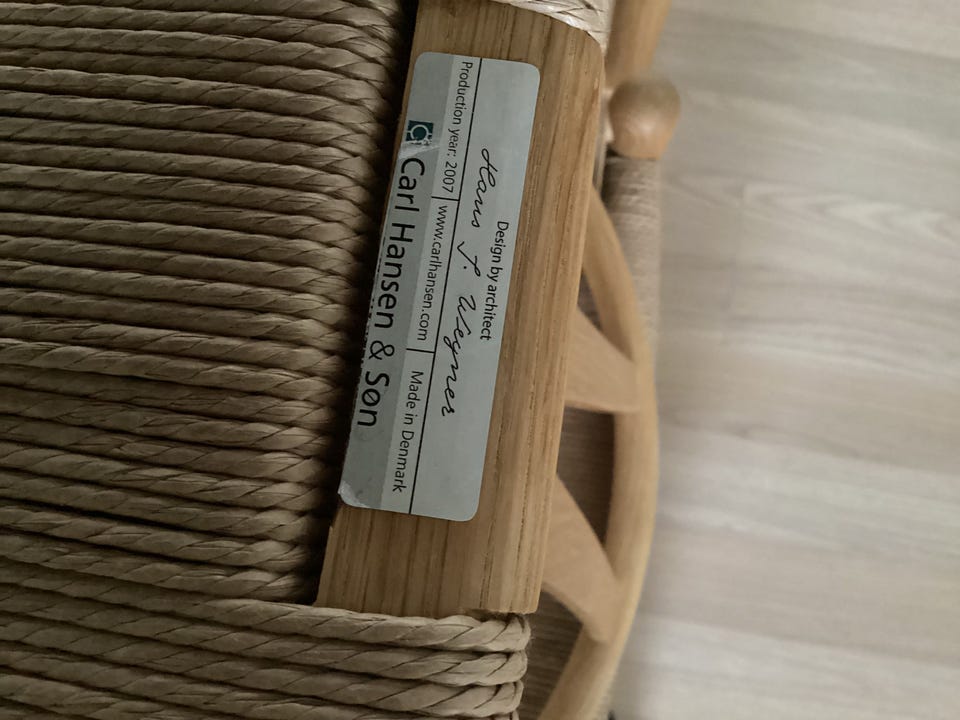 Design by architect
Hans J. Wegner
Production year: 2007 | www.carlhansen.com | Made in Denmark
Carl Hansen & Søn